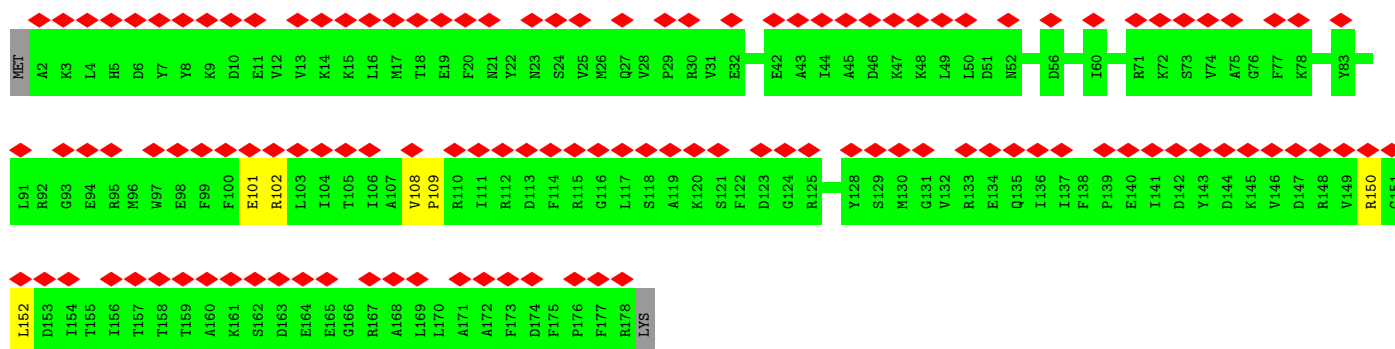 MET A2 K3 L4 H5 D6 Y7 Y8 K9 D10 E11 V12 V13 K14 K15 L16 M17 T18 E19 F20 N21 Y22 N23 S24 V25 M26 Q27 V28 P29 R30 V31 E32 E42 A43 I44 A45 D46 K47 K48 L49 L50 D51 N52 D56 I60 R71 K72 S73 V74 A75 G76 F77 K78 Y83
L91 R92 G93 E94 R95 M96 W97 E98 F99 F100 E101 R102 L103 I104 T105 I106 A107 V108 P109 R110 I111 R112 D113 F114 R115 G116 L117 S118 A119 K120 S121 F122 D123 G124 R125 Y128 S129 M130 G131 V132 R133 E134 Q135 I136 I137 F138 P139 E140 I141 D142 Y143 D144 K145 V146 D147 R148 V149 R150 G151
L152 D153 I154 T155 I156 T157 T158 T159 A160 K161 S162 D163 E164 E165 G166 R167 A168 L169 L170 A171 A172 F173 D174 F175 P176 F177 R178 LYS